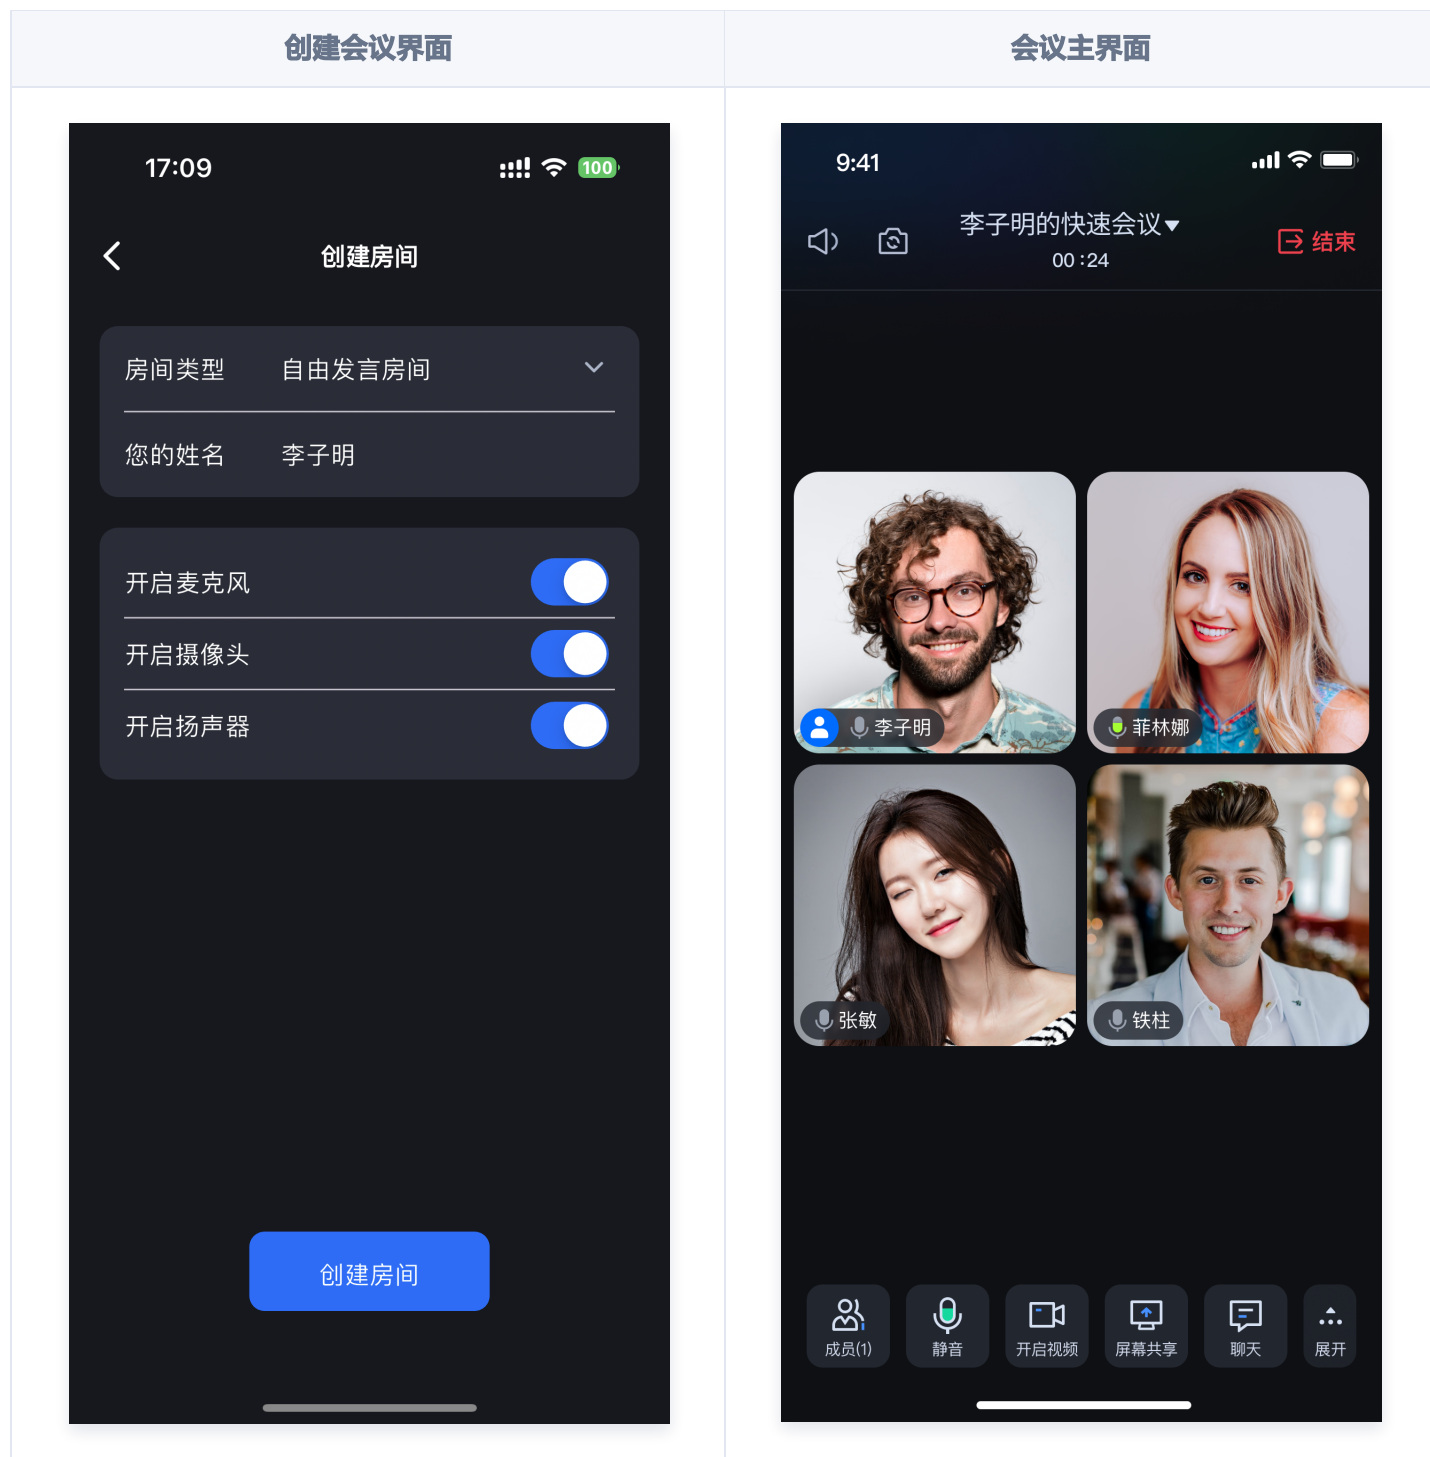 创建会议界面
会议主界面
17:09
100
创建房间
房间类型 自由发言房间
您的姓名 李子明
开启麦克风
开启摄像头
开启扬声器
创建房间
9:41
李子明的快速会议
00:24
结束
李子明
菲林娜
张敏
铁柱
成员(1)
静音
开启视频
屏幕共享
聊天
展开